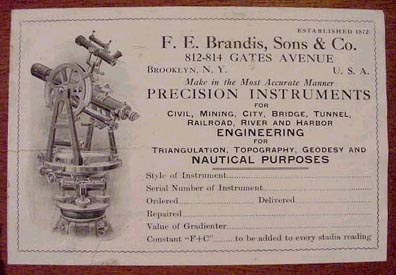 ESTABLISHED 1872
F. E. Brandis, Sons & Co.
812-814 GATES AVENUE
BROOKLYN, N. Y. U. S. A.
Make in the Most Accurate Manner
PRECISION INSTRUMENTS
FOR
CIVIL, MINING, CITY, BRIDGE, TUNNEL,
RAILROAD, RIVER AND HARBOR
ENGINEERING
FOR
TRIANGULATION, TOPOGRAPHY, GEODESY AND
NAUTICAL PURPOSES
Style of Instrument
Serial Number of Instrument
Ordered Delivered
Repaired
Value of Gradienter
Constant "F+C" to be added to every stadia reading